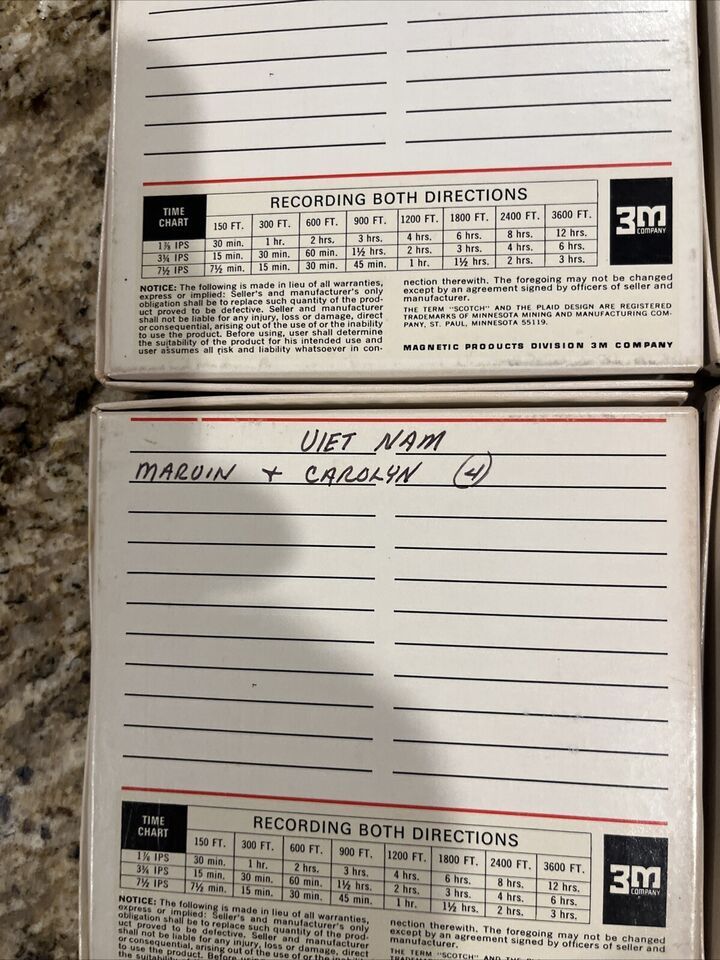 TIME CHART
RECORDING BOTH DIRECTIONS
150 FT. 300 FT. 600 FT. 900 FT. 1200 FT. 1800 FT. 2400 FT. 3600 FT.
1⅞ IPS 30 min. 1 hr. 2 hrs. 3 hrs. 4 hrs. 6 hrs. 8 hrs. 12 hrs.
3¾ IPS 15 min. 30 min. 60 min. 1½ hrs. 2 hrs. 3 hrs. 4 hrs. 6 hrs.
7½ IPS 7½ min. 15 min. 30 min. 45 min. 1 hr. 1½ hrs. 2 hrs. 3 hrs.
3M
COMPANY
NOTICE: The following is made in lieu of all warranties,
express or implied: Seller's and manufacturer's only
obligation shall be to replace such quantity of the prod-
uct proved to be defective. Seller and manufacturer
shall not be liable for any injury, loss or damage, direct
or consequential, arising out of the use of or the inability
to use the product. Before using, user shall determine
the suitability of the product for his intended use and
user assumes all risk and liability whatsoever in con-
nection therewith. The foregoing may not be changed
except by an agreement signed by officers of seller and
manufacturer.
THE TERM "SCOTCH" AND THE PLAID DESIGN ARE REGISTERED
TRADEMARKS OF MINNESOTA MINING AND MANUFACTURING COM-
PANY, ST. PAUL, MINNESOTA 55119.
MAGNETIC PRODUCTS DIVISION 3M COMPANY
VIET NAM
MARVIN + CAROLYN (4)
TIME CHART
RECORDING BOTH DIRECTIONS
150 FT. 300 FT. 600 FT. 900 FT. 1200 FT. 1800 FT. 2400 FT. 3600 FT.
1⅞ IPS 30 min. 1 hr. 2 hrs. 3 hrs. 4 hrs. 6 hrs. 8 hrs. 12 hrs.
3¾ IPS 15 min. 30 min. 60 min. 1½ hrs. 2 hrs. 3 hrs. 4 hrs. 6 hrs.
7½ IPS 7½ min. 15 min. 30 min. 45 min. 1 hr. 1½ hrs. 2 hrs. 3 hrs.
3M
COMPANY
NOTICE: The following is made in lieu of all warranties,
express or implied: Seller's and manufacturer's only
obligation shall be to replace such quantity of the prod-
uct proved to be defective. Seller and manufacturer
shall not be liable for any injury, loss or damage, direct
or consequential, arising out of the use of or the inability
to use the product. Before using, user shall determine
the suitability of the product for his intended use and
nection therewith. The foregoing may not be changed
except by an agreement signed by officers of seller and
manufacturer.
THE TERM "SCOTCH" AND THE